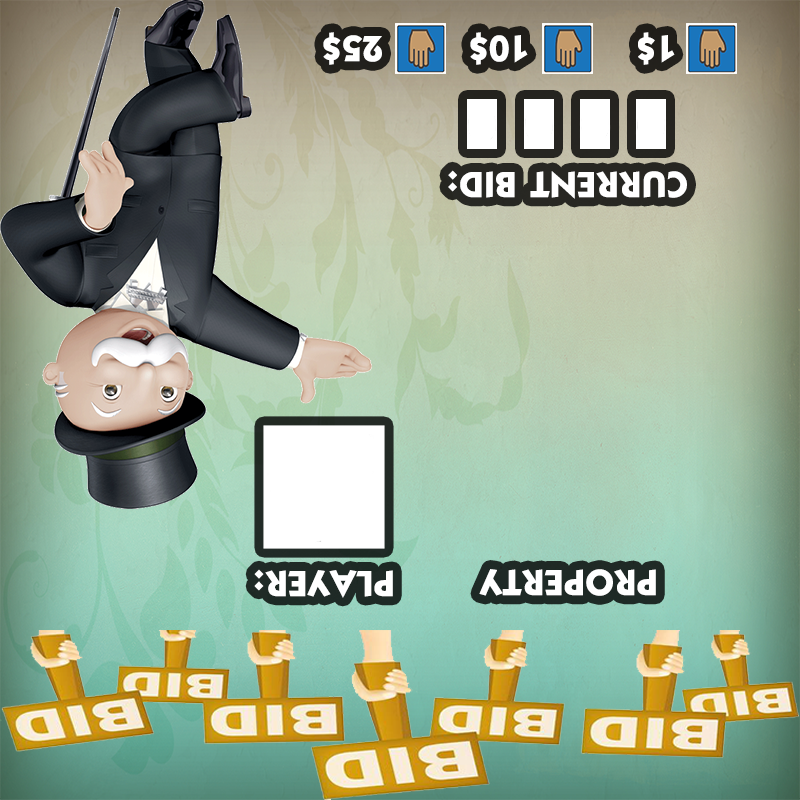 BID
BID
BID
BID
BID
BID
BID
PROPERTY
PLAYER:
CURRENT BID:
1$ 10$ 25$